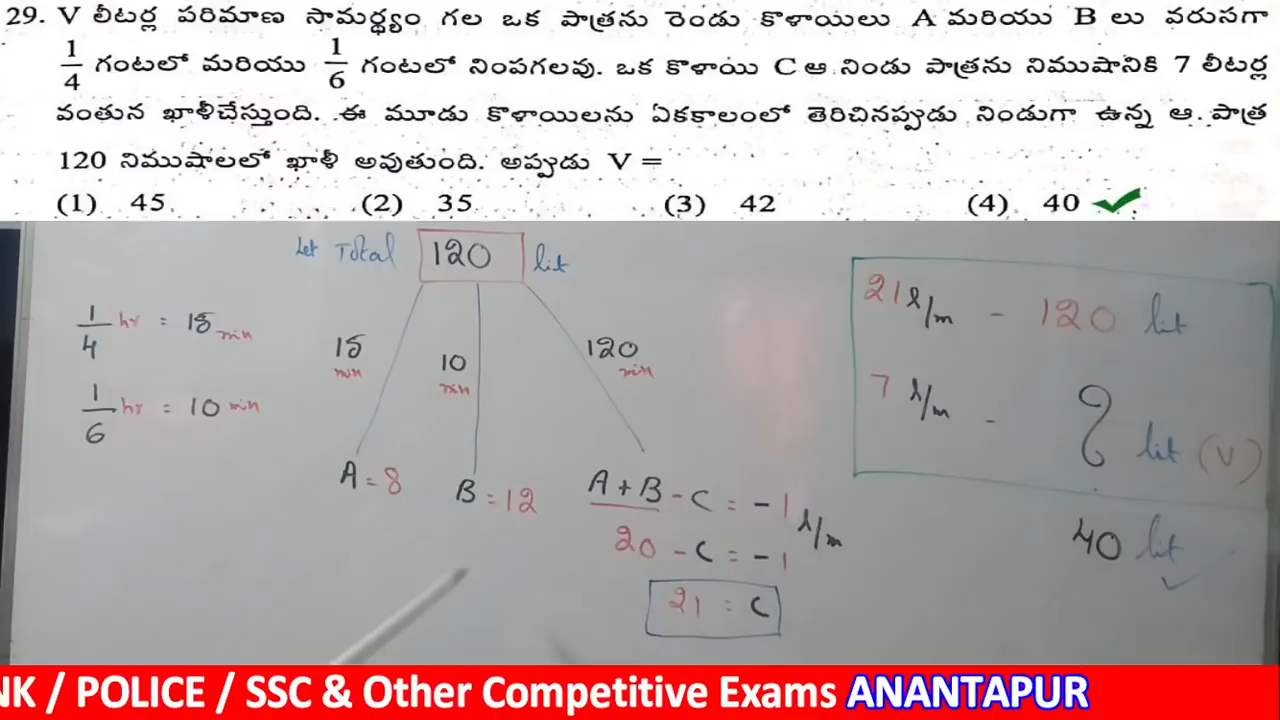 29. V లీటర్ల పరిమాణ సామర్థ్యం గల ఒక పాత్రను రెండు కొళాయిలు A మరియు B లు వరుసగా
1/4 గంటలో మరియు 1/6 గంటలో నింపగలవు. ఒక కొళాయి C ఆ నిండు పాత్రను నిముషానికి 7 లీటర్ల
వంతున ఖాళీచేస్తుంది. ఈ మూడు కొళాయిలను ఏకకాలంలో తెరిచినప్పుడు నిండుగా ఉన్న ఆ పాత్ర
120 నిముషాలలో ఖాళీ అవుతుంది. అప్పుడు V =
(1) 45 (2) 35 (3) 42 (4) 40
Let Total 120 lit
1/4 hr = 15 min
1/6 hr = 10 min
15 min 10 min 120 min
A = 8 B = 12 A + B - C = -1 l/m
20 - C = -1
21 = C
21 l/m - 120 lit
7 l/m - ? lit (V)
40 lit
NK / POLICE / SSC & Other Competitive Exams ANANTAPUR